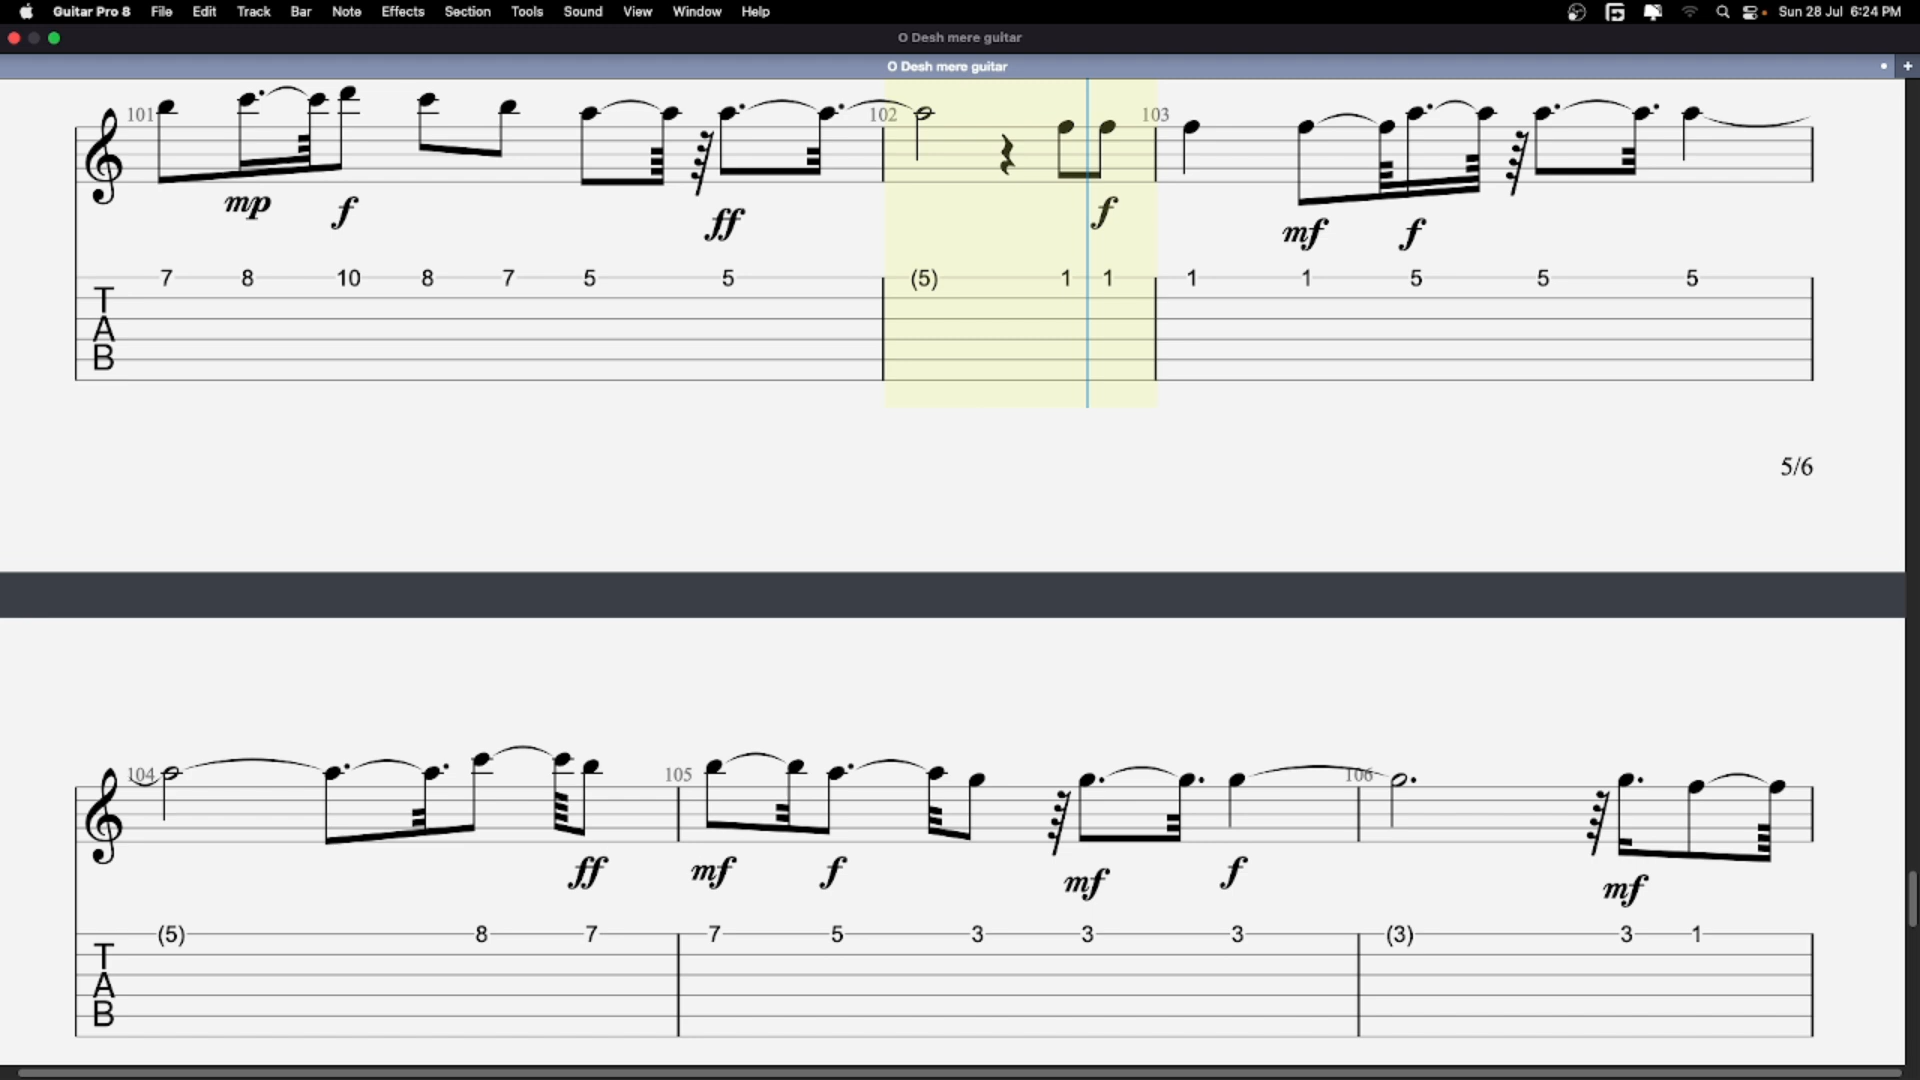 Guitar Pro 8 File Edit Track Bar Note Effects Section Tools Sound View Window Help Sun 28 Jul 6:24 PM
O Desh mere guitar
O Desh mere guitar +
101 102 103
mp f ff f mf f
7 8 10 8 7 5 5 (5) 1 1 1 1 5 5 5
T
A
B
5/6
104 105 106
ff mf f mf f mf
(5) 8 7 7 5 3 3 3 (3) 3 1
T
A
B